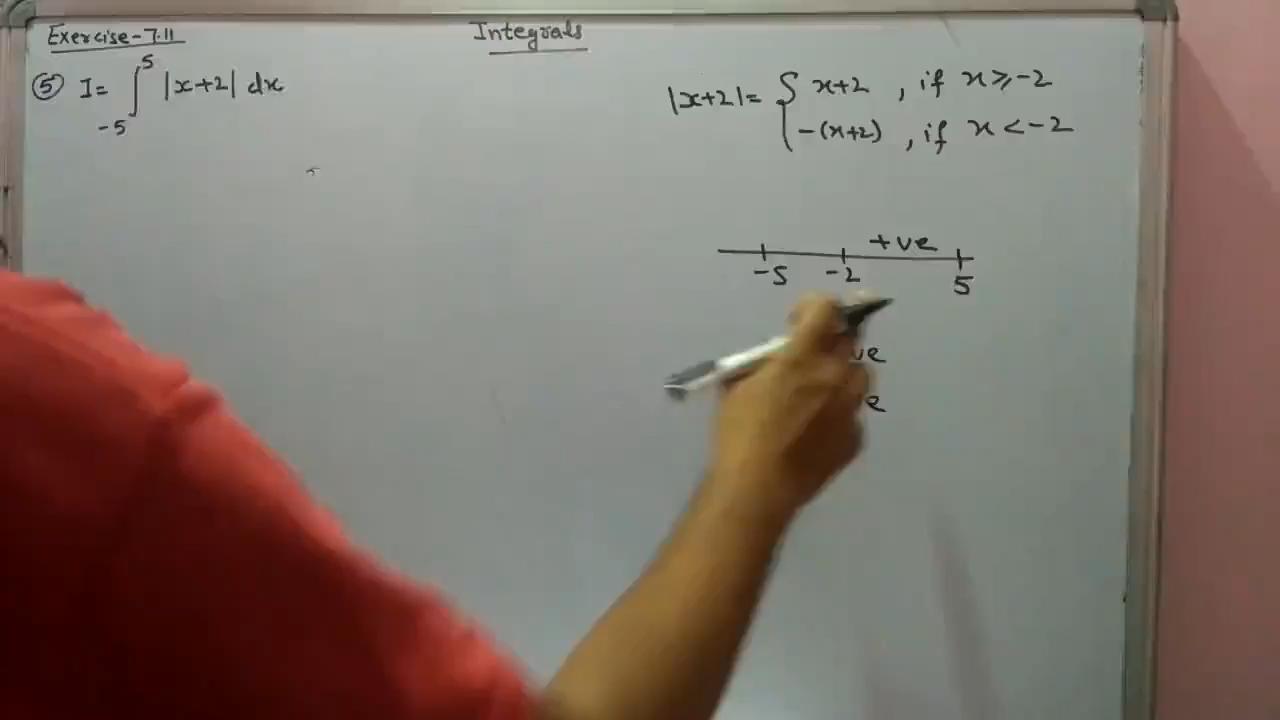 Exercise-7.11
Integrals
⑤ I= ∫_{-5}^{5} |x+2| dx
|x+2|= { x+2 , if x ≥ -2
-(x+2) , if x < -2
+ve
-5 -2 5